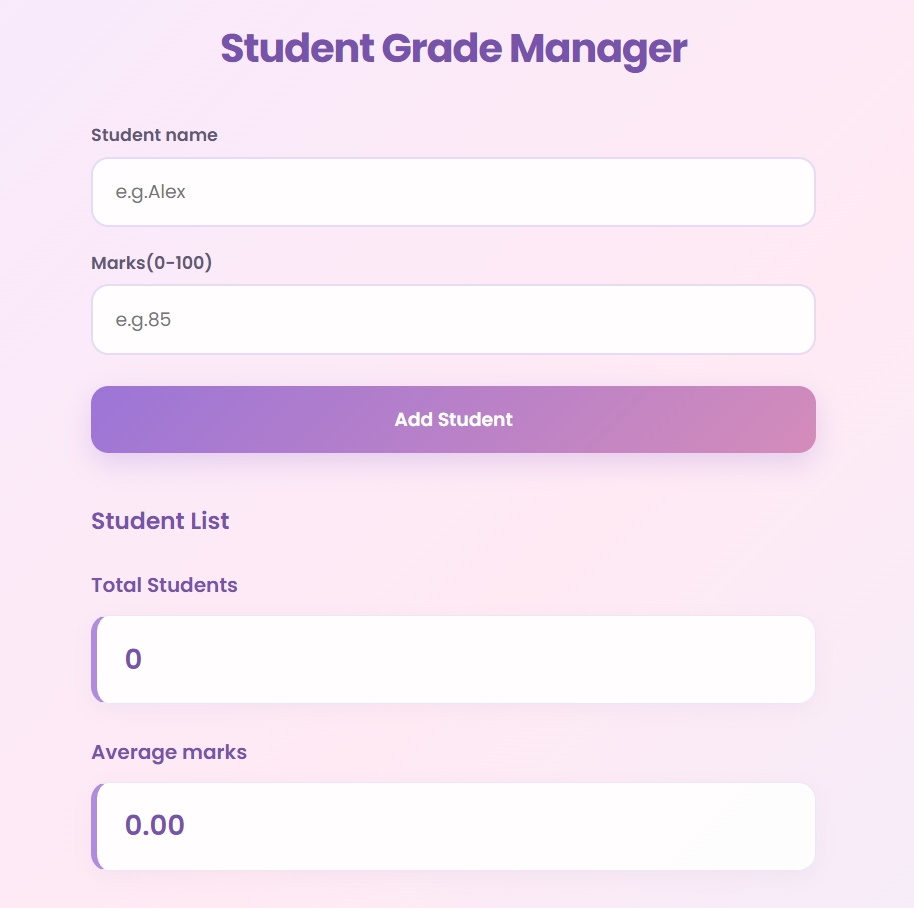 Student Grade Manager
Student name
e.g.Alex
Marks(0-100)
e.g.85
Add Student
Student List
Total Students
0
Average marks
0.00